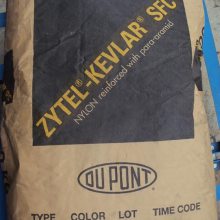 ZYTEL®-KEVLAR® SFC
NYLON reinforced with para-aramid
DU PONT
TYPE COLOR LOT TIME CODE